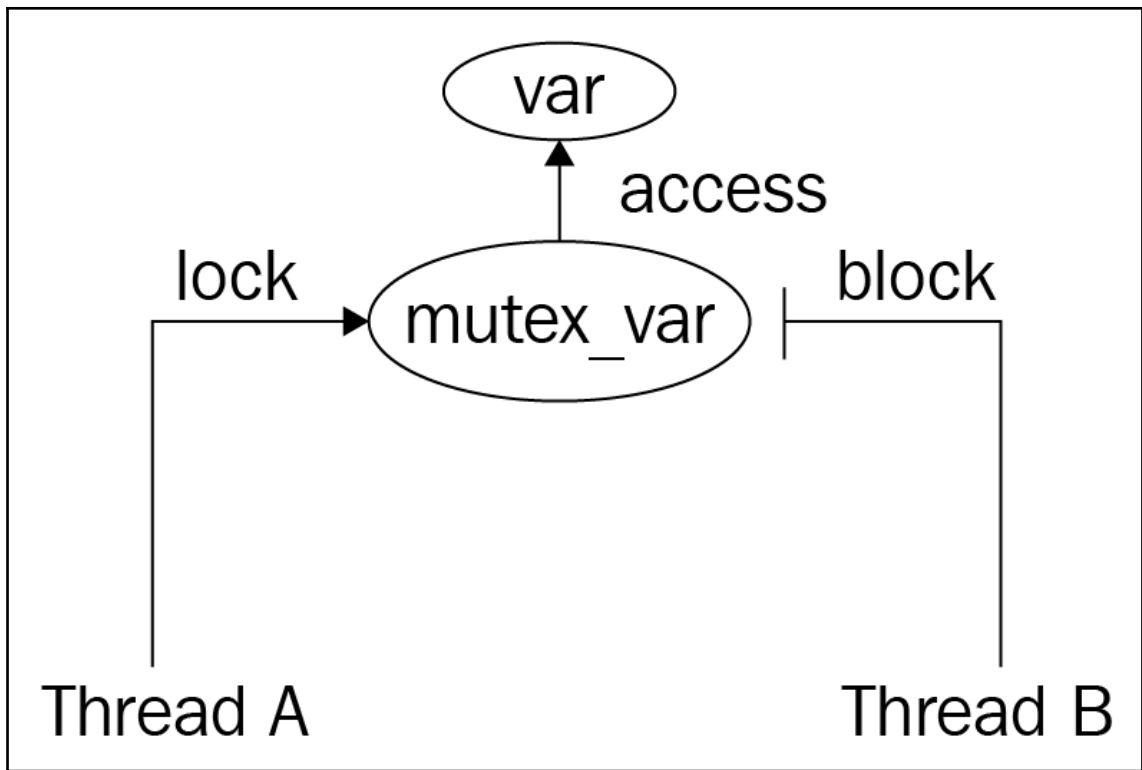 var
access
lock
block
mutex_var
Thread A
Thread B